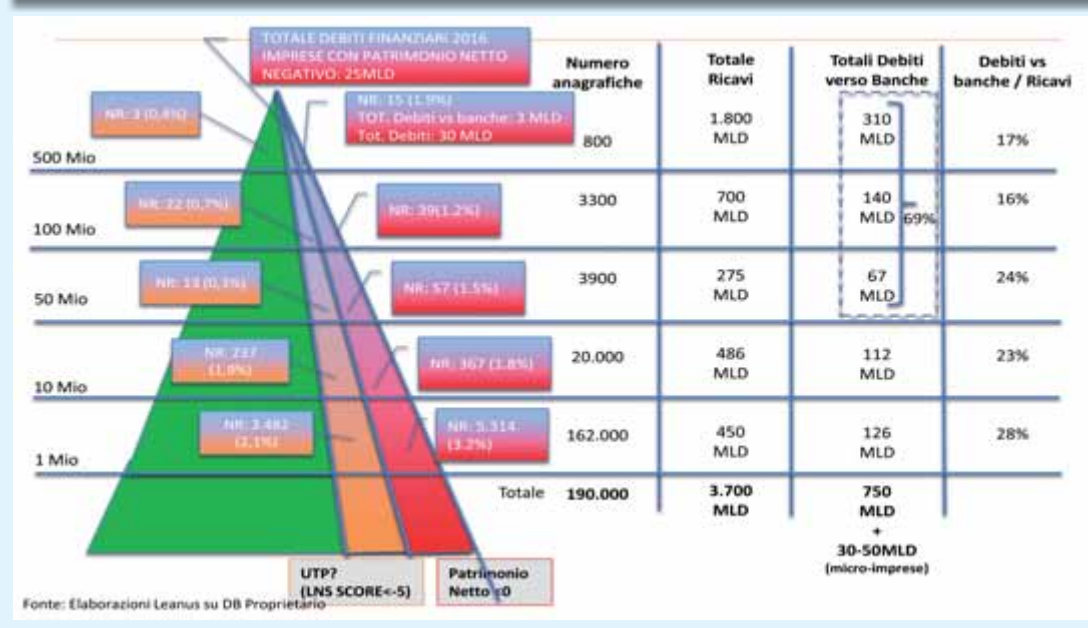 TOTALE DEBITI FINANZIARI 2016
IMPRESE CON PATRIMONIO NETTO
NEGATIVO: 25MLD
Numero
anagrafiche
Totale
Ricavi
Totali Debiti
verso Banche
Debiti vs
banche / Ricavi
NR: 3 (0,4%)
NR: 15 (1.9%)
TOT. Debiti vs banche: 3 MLD
Tot. Debiti: 30 MLD
800
1.800
MLD
310
MLD
17%
500 Mio
NR: 22 (0,7%)
NR: 39(1.2%)
3300
700
MLD
140
MLD
69%
16%
100 Mio
NR: 13 (0,3%)
NR: 57 (1.5%)
3900
275
MLD
67
MLD
24%
50 Mio
NR: 237
NR: 367 (1.8%)
20.000
486
MLD
112
MLD
23%
10 Mio
NR: 3.482
(2,1%)
NR: 5.314
(3.2%)
162.000
450
MLD
126
MLD
28%
1 Mio
Totale
190.000
3.700
MLD
750
MLD
+
30-50MLD
(micro-imprese)
UTP?
(LNS SCORE<-5)
Patrimonio
Netto <0
Fonte: Elaborazioni Leanus su DB Proprietario